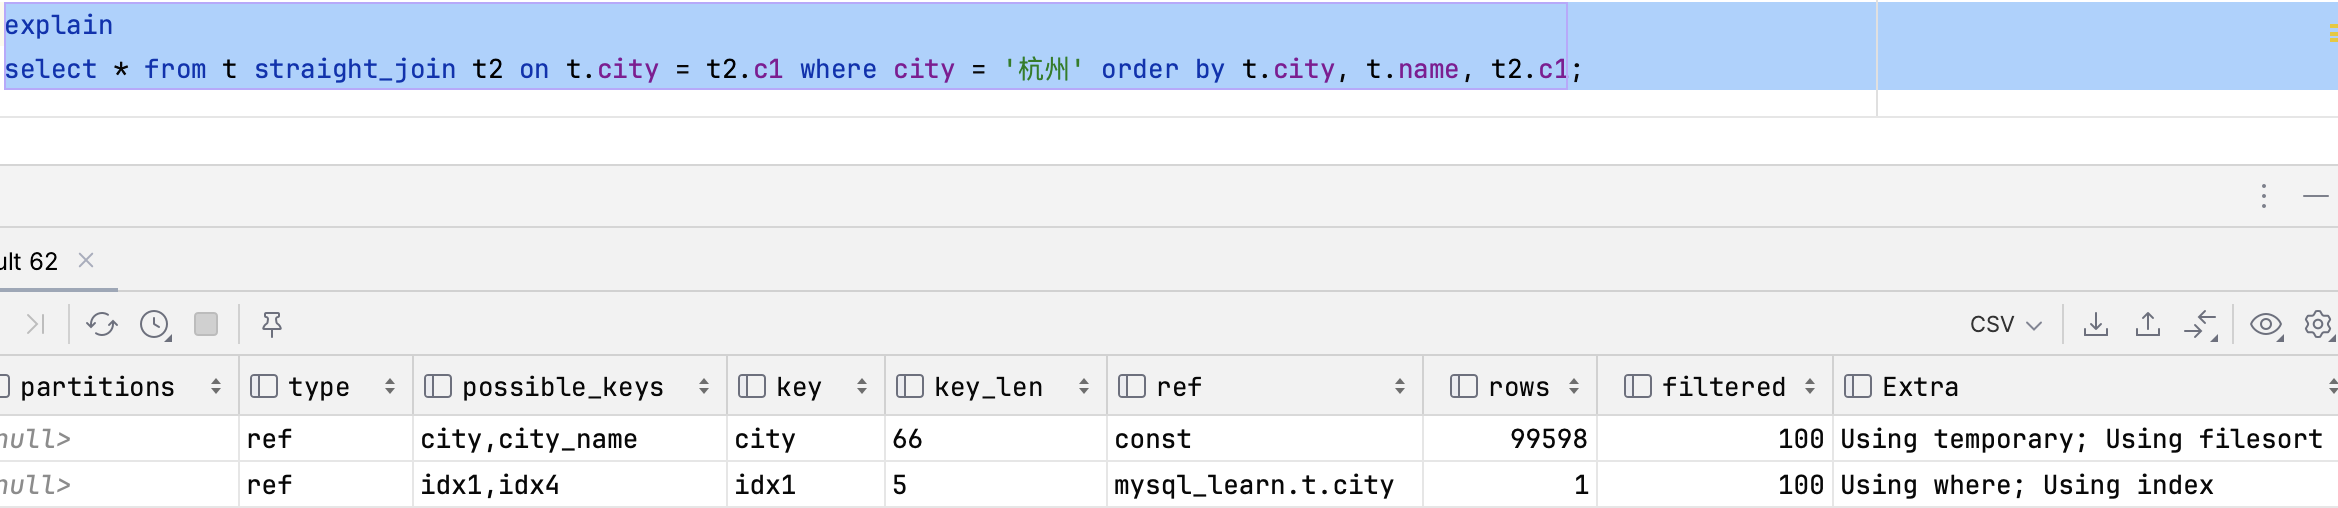 explain
select * from t straight_join t2 on t.city = t2.c1 where city = '杭州' order by t.city, t.name, t2.c1;
ult 62
CSV
partitions type possible_keys key key_len ref rows filtered Extra
null> ref city,city_name city 66 const 99598 100 Using temporary; Using filesort
null> ref idx1,idx4 idx1 5 mysql_learn.t.city 1 100 Using where; Using index